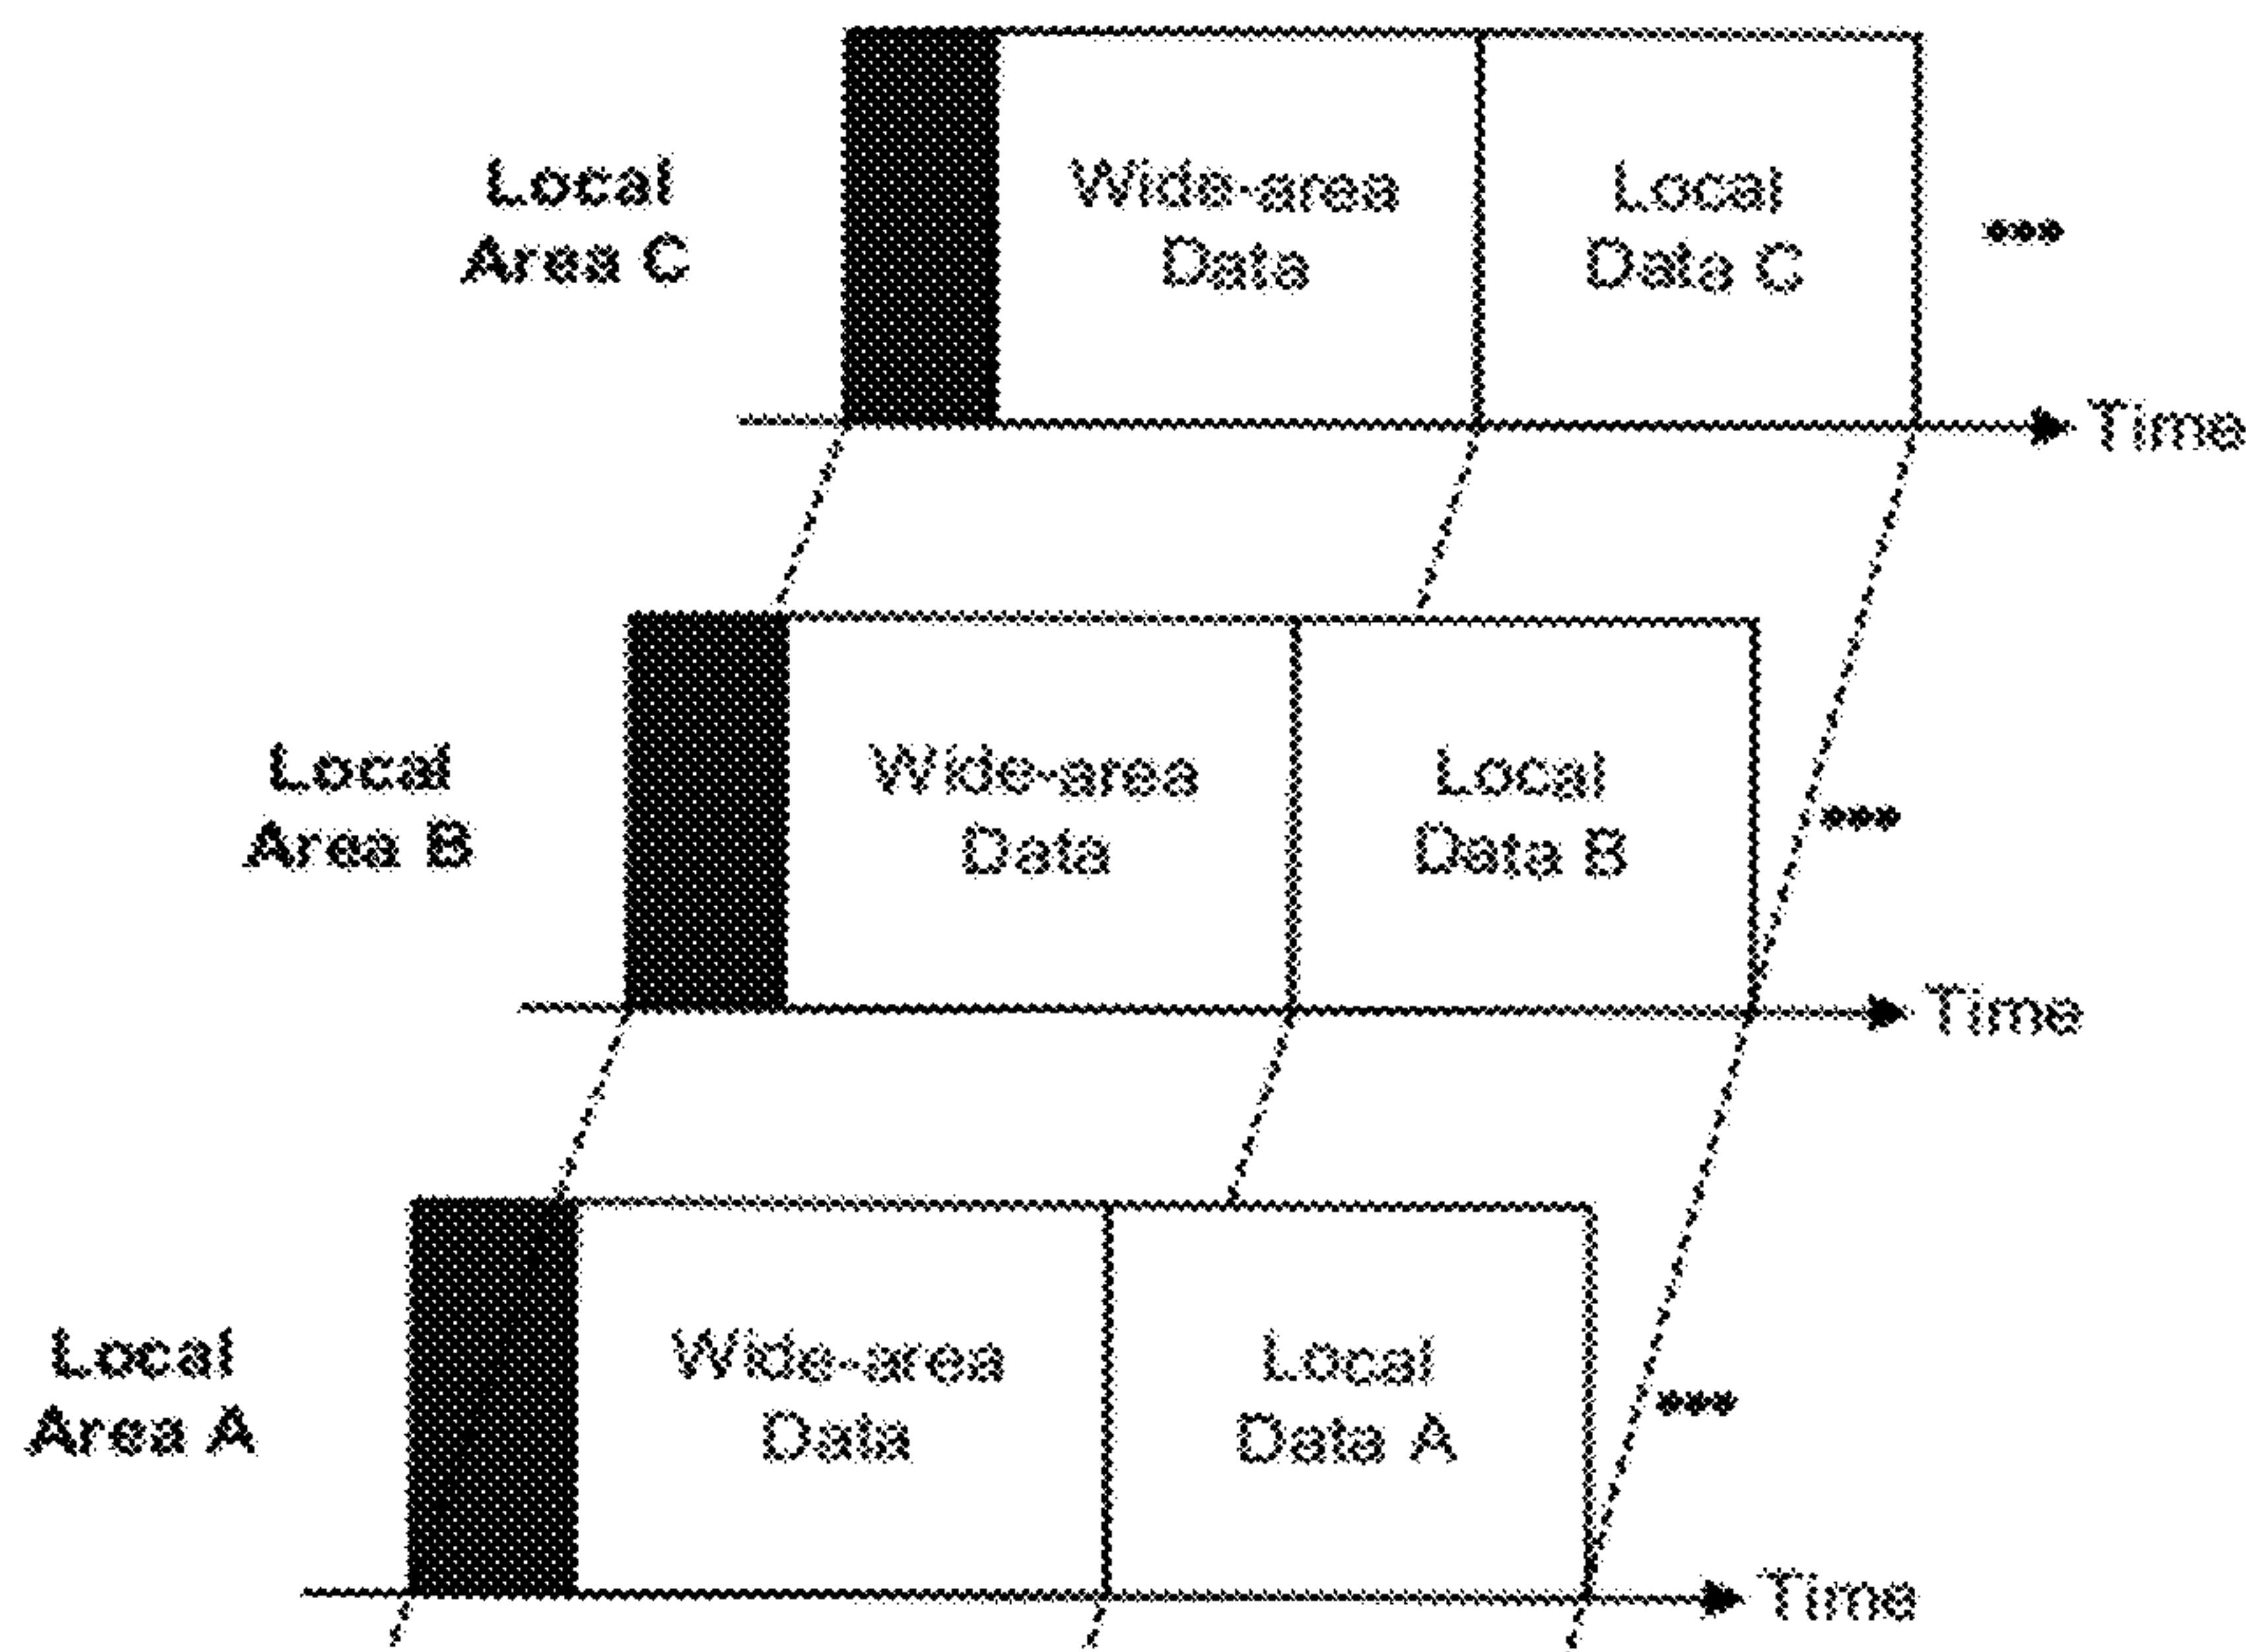 Local
Area C
Wide-area
Data
Local
Data C
•••
Time
Local
Area B
Wide-area
Data
Local
Data B
•••
Time
Local
Area A
Wide-area
Data
Local
Data A
•••
Time